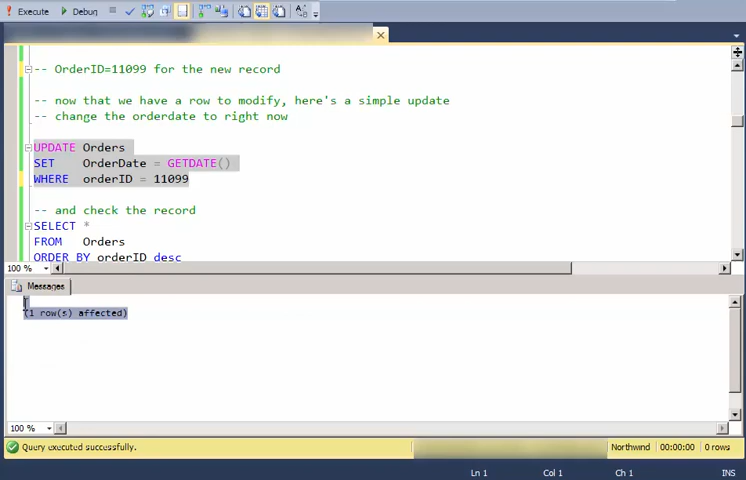 Execute Debug
-- OrderID=11099 for the new record
-- now that we have a row to modify, here's a simple update
-- change the orderdate to right now
UPDATE Orders
SET OrderDate = GETDATE()
WHERE orderID = 11099
-- and check the record
SELECT *
FROM Orders
ORDER BY orderID desc
100 %
Messages
(1 row(s) affected)
100 %
Query executed successfully. Northwind 00:00:00 0 rows
Ln 1 Col 1 Ch 1 INS